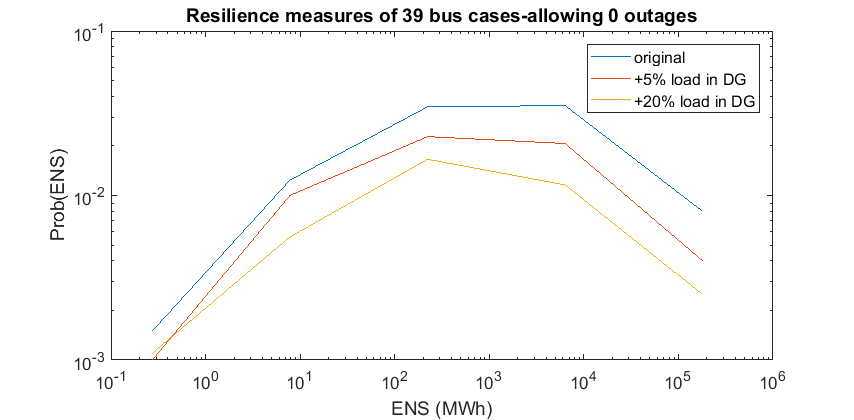 Resilience measures of 39 bus cases-allowing 0 outages
original
+5% load in DG
+20% load in DG
Prob(ENS)
10^-1
10^-2
10^-3
10^-1 10^0 10^1 10^2 10^3 10^4 10^5 10^6
ENS (MWh)